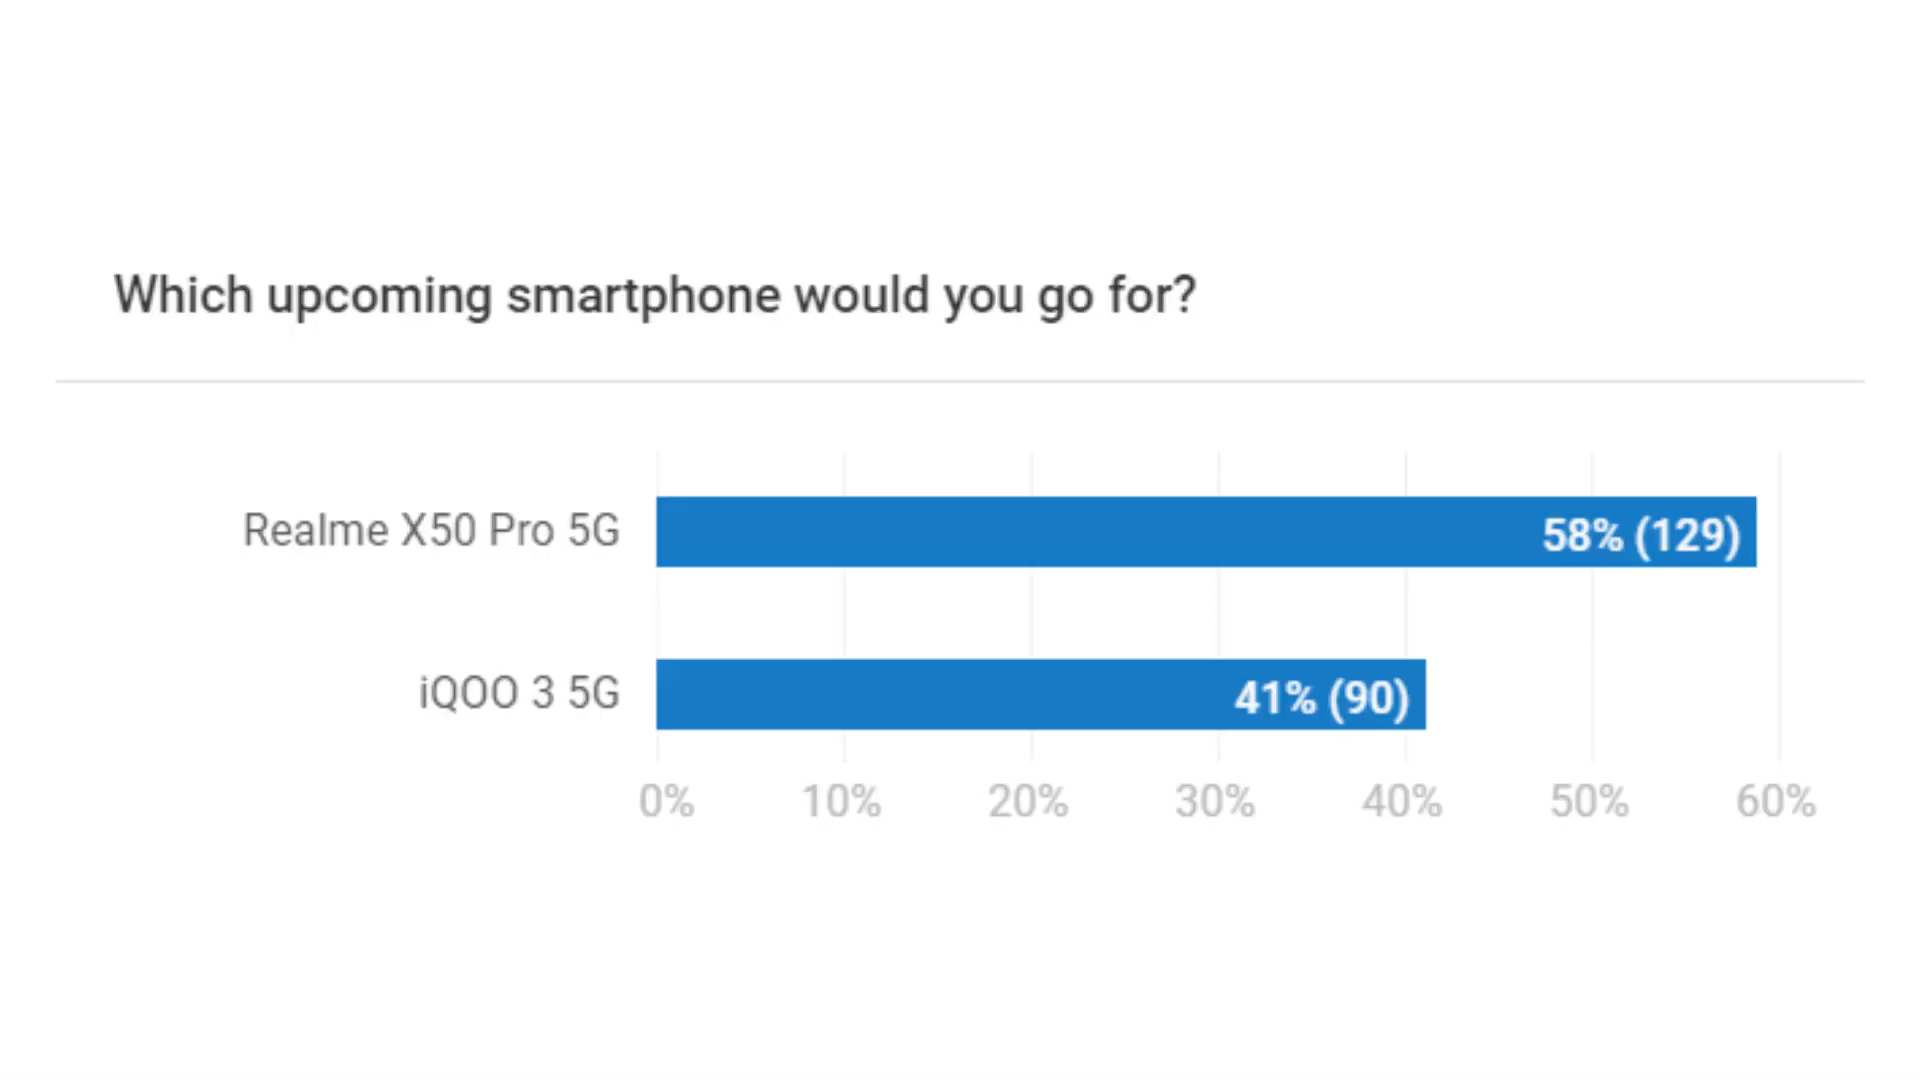 Which upcoming smartphone would you go for?
Realme X50 Pro 5G
58% (129)
iQOO 3 5G
41% (90)
0% 10% 20% 30% 40% 50% 60%